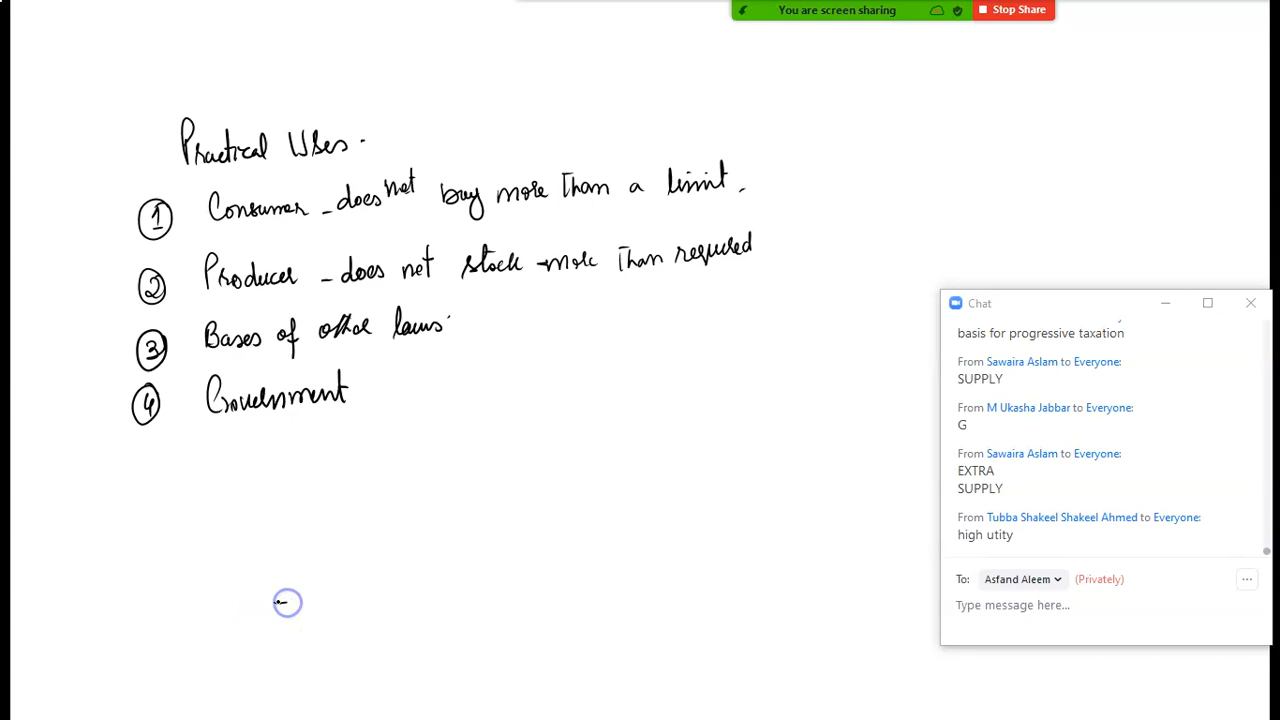 You are screen sharing
Stop Share
Practical Uses.
1 Consumer - does not buy more than a limit.
2 Producer - does not stock more than required
3 Bases of other laws.
4 Government
Chat
basis for progressive taxation
From Sawaira Aslam to Everyone:
SUPPLY
From M Ukasha Jabbar to Everyone:
G
From Sawaira Aslam to Everyone:
EXTRA
SUPPLY
From Tubba Shakeel Shakeel Ahmed to Everyone:
high utity
To: Asfand Aleem (Privately)
Type message here...